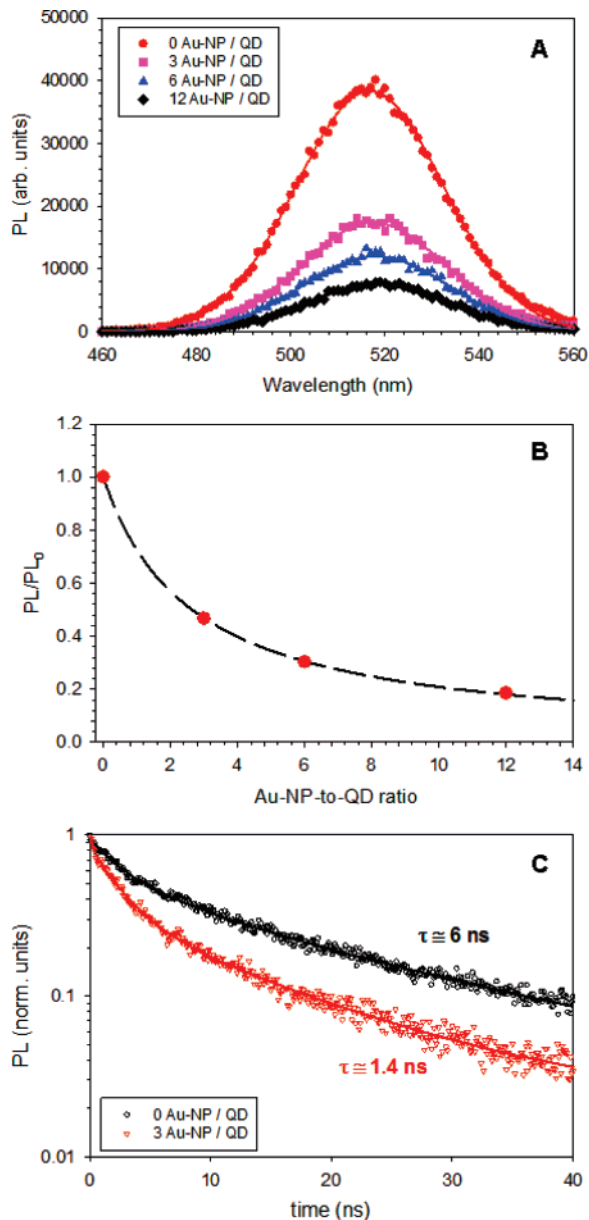 A
50000
40000
30000
20000
10000
0
PL (arb. units)
0 Au-NP / QD
3 Au-NP / QD
6 Au-NP / QD
12 Au-NP / QD
460 480 500 520 540 560
Wavelength (nm)
B
1.2
1.0
0.8
0.6
0.4
0.2
0.0
PL/PL₀
0 2 4 6 8 10 12 14
Au-NP-to-QD ratio
C
1
0.1
0.01
PL (norm. units)
τ ≅ 6 ns
τ ≅ 1.4 ns
0 Au-NP / QD
3 Au-NP / QD
0 10 20 30 40
time (ns)